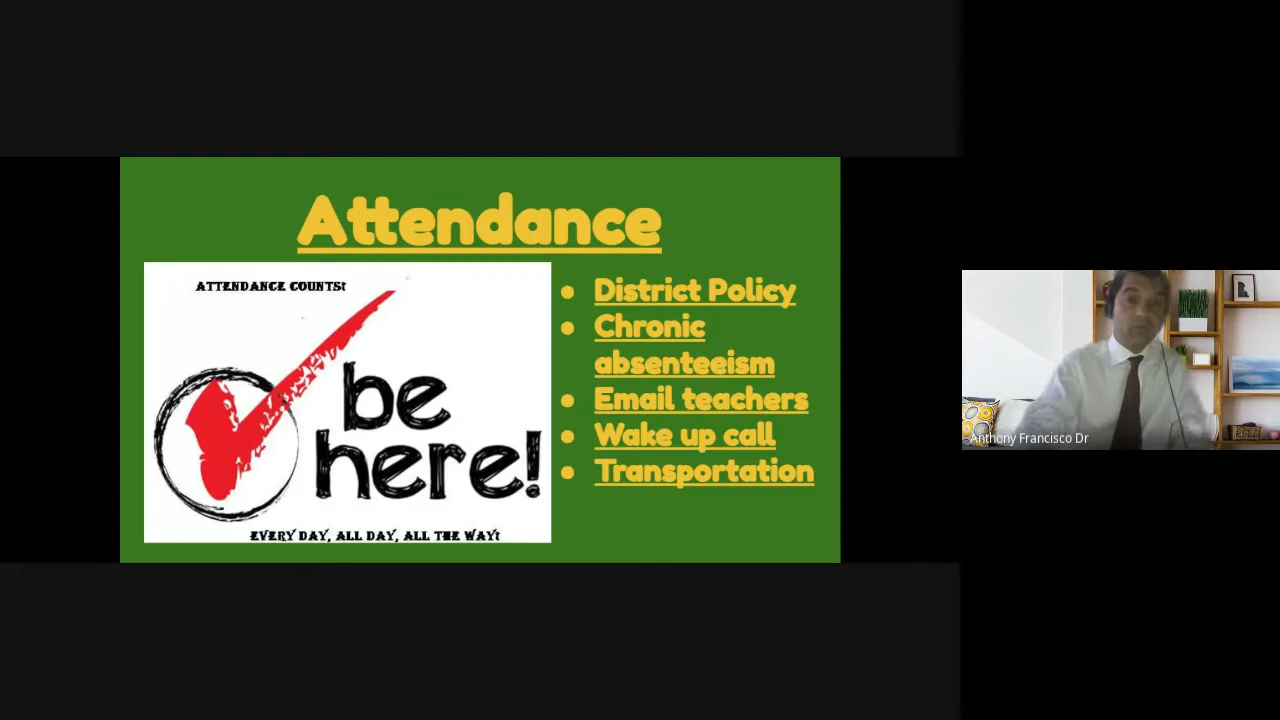 Attendance
ATTENDANCE COUNTS!
be
here!
EVERY DAY, ALL DAY, ALL THE WAY!
District Policy
Chronic
absenteeism
Email teachers
Wake up call
Transportation
Anthony Francisco Dr